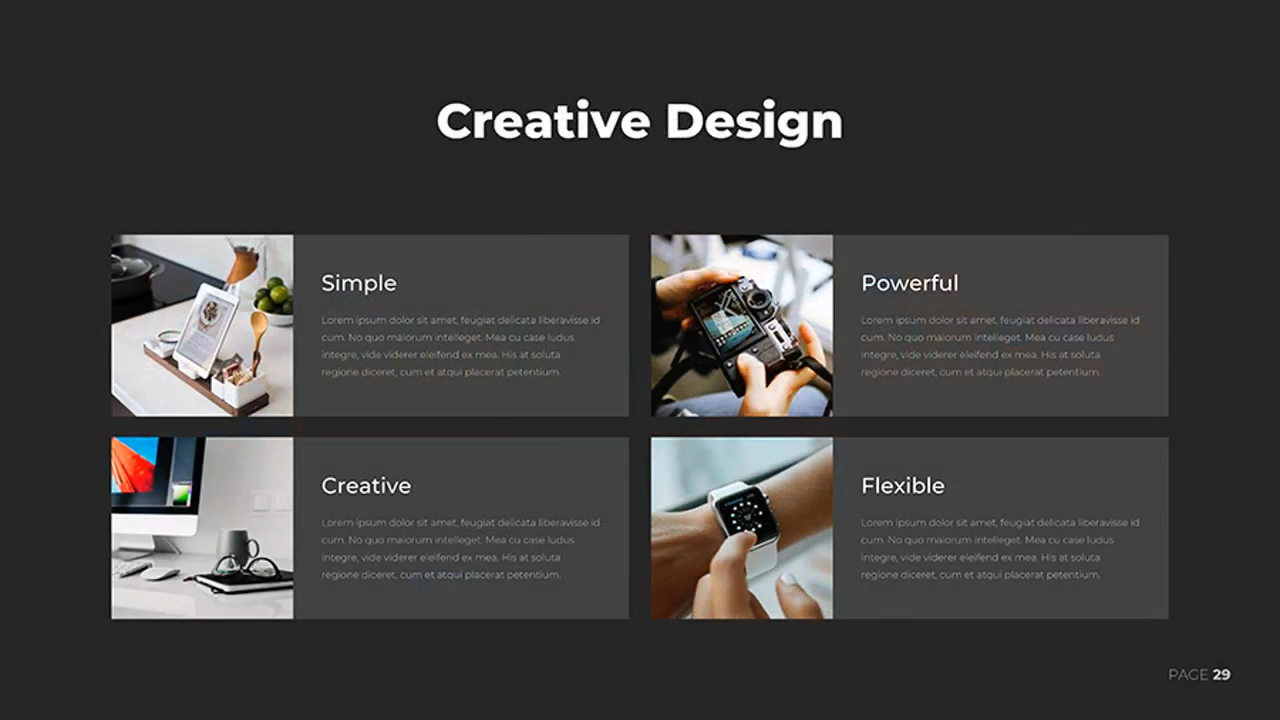 Creative Design
Simple
Lorem ipsum dolor sit amet, feugiat delicata liberavisse id
cum. No quo maiorum intelleget. Mea cu case ludus
integre, vide viderer eleifend ex mea. His at soluta
regione diceret, cum et atqui placerat petentium.
Powerful
Lorem ipsum dolor sit amet, feugiat delicata liberavisse id
cum. No quo maiorum intelleget. Mea cu case ludus
integre, vide viderer eleifend ex mea. His at soluta
regione diceret, cum et atqui placerat petentium.
Creative
Lorem ipsum dolor sit amet, feugiat delicata liberavisse id
cum. No quo maiorum intelleget. Mea cu case ludus
integre, vide viderer eleifend ex mea. His at soluta
regione diceret, cum et atqui placerat petentium.
Flexible
Lorem ipsum dolor sit amet, feugiat delicata liberavisse id
cum. No quo maiorum intelleget. Mea cu case ludus
integre, vide viderer eleifend ex mea. His at soluta
regione diceret, cum et atqui placerat petentium.
PAGE 29